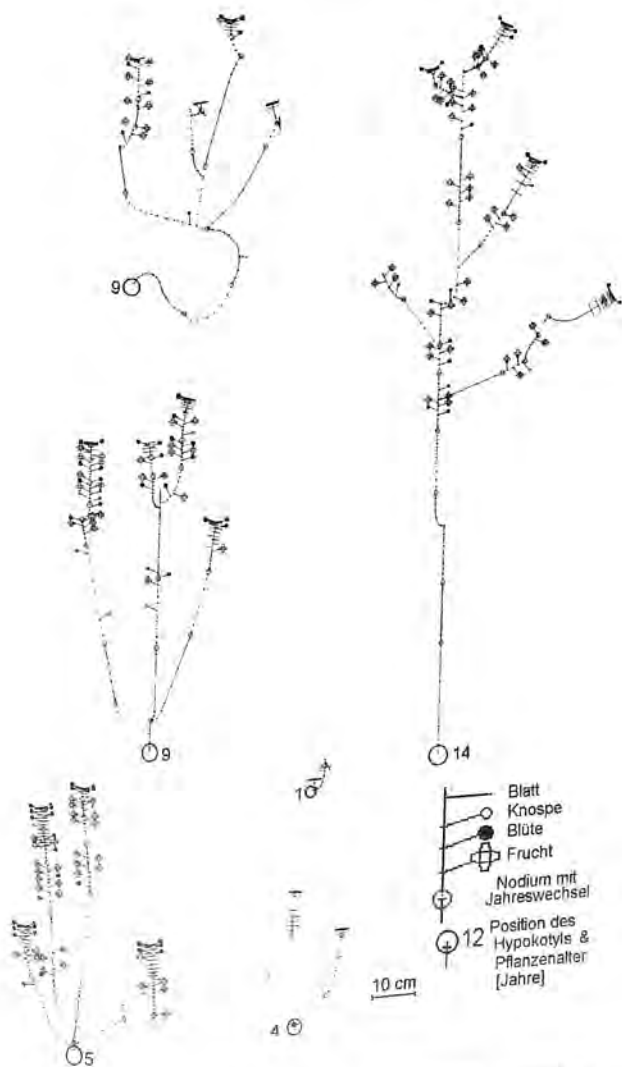 9
9
14
1
5
4
10 cm
Blatt
Knospe
Blüte
Frucht
Nodium mit
Jahreswechsel
12 Position des
Hypokotyls &
Pflanzenalter
[Jahre]